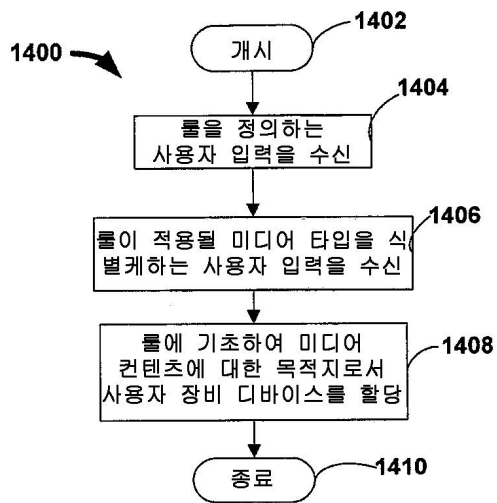 1402
1400
개시
1404
룰을 정의하는
사용자 입력을 수신
1406
룰이 적용될 미디어 타입을 식
별케하는 사용자 입력을 수신
룰에 기초하여 미디어
컨텐츠에 대한 목적지로서
사용자 장비 디바이스를 할당
1408
종료
1410